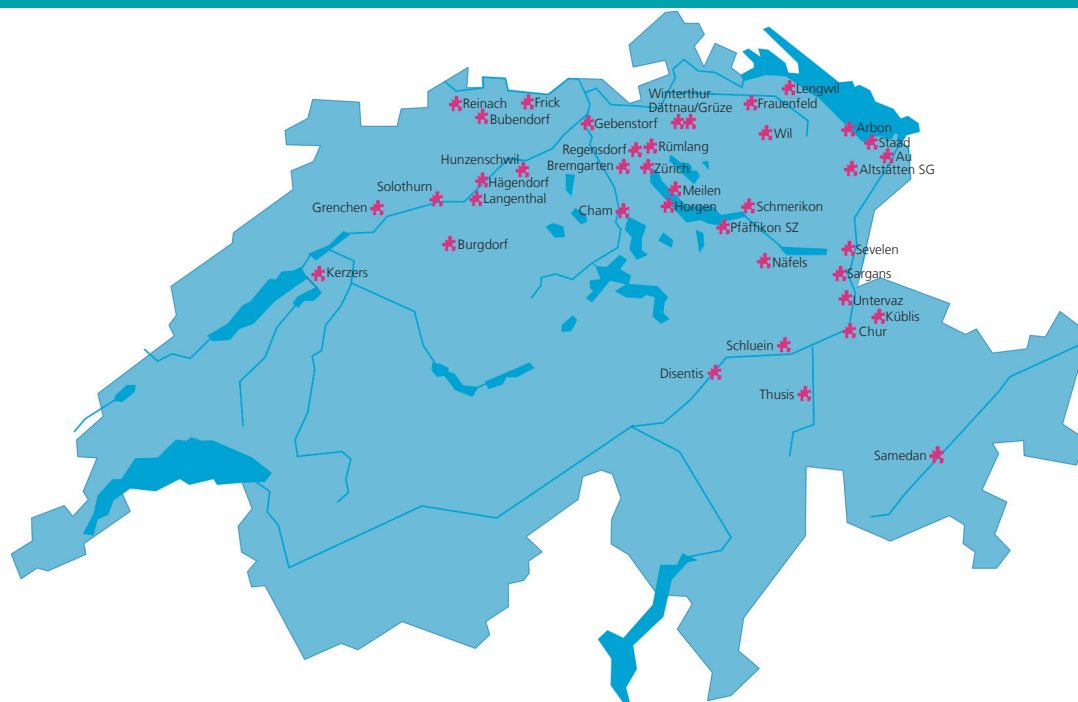 Lengwil
Winterthur
Dättnau/Grüze
Frauenfeld
Reinach
Frick
Bubendorf
Gebenstorf
Wil
Arbon
Staad
Au
Altstätten SG
Regensdorf
Rümlang
Hunzenschwil
Bremgarten
Zürich
Hägendorf
Solothurn
Langenthal
Meilen
Grenchen
Cham
Horgen
Schmerikon
Pfäffikon SZ
Burgdorf
Sevelen
Näfels
Kerzers
Sargans
Untervaz
Küblis
Chur
Schluein
Disentis
Thusis
Samedan